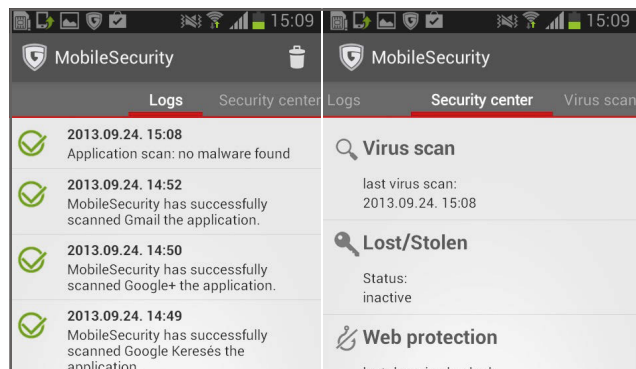 15:09
MobileSecurity
Logs
Security center
2013.09.24. 15:08
Application scan: no malware found
2013.09.24. 14:52
MobileSecurity has successfully
scanned Gmail the application.
2013.09.24. 14:50
MobileSecurity has successfully
scanned Google+ the application.
2013.09.24. 14:49
MobileSecurity has successfully
scanned Google Keresés the
application
15:09
MobileSecurity
Logs
Security center
Virus scan
Virus scan
last virus scan:
2013.09.24. 15:08
Lost/Stolen
Status:
inactive
Web protection